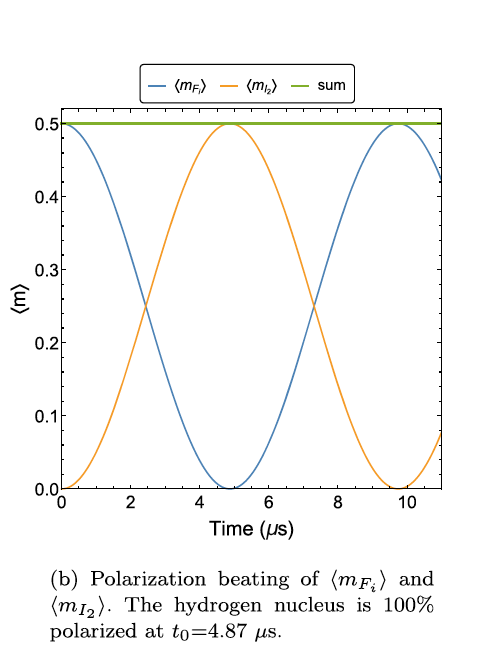 ⟨m_{F_i}⟩ ⟨m_{I_2}⟩ sum
0.5
0.4
0.3
0.2
0.1
0.0
⟨m⟩
0 2 4 6 8 10
Time (μs)
(b) Polarization beating of ⟨m_{F_i}⟩ and
⟨m_{I_2}⟩. The hydrogen nucleus is 100%
polarized at t_0=4.87 μs.